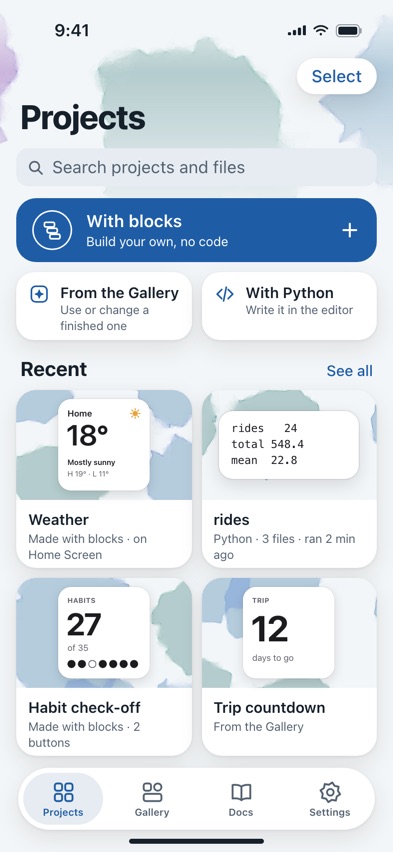 9:41
Select
Projects
Search projects and files
With blocks
Build your own, no code
From the Gallery
Use or change a
finished one
With Python
Write it in the editor
Recent
See all
Home
18°
Mostly sunny
H 19° · L 11°
Weather
Made with blocks · on
Home Screen
rides 24
total 548.4
mean 22.8
rides
Python · 3 files · ran 2 min
ago
HABITS
27
of 35
Habit check-off
Made with blocks · 2
buttons
TRIP
12
days to go
Trip countdown
From the Gallery
Projects
Gallery
Docs
Settings